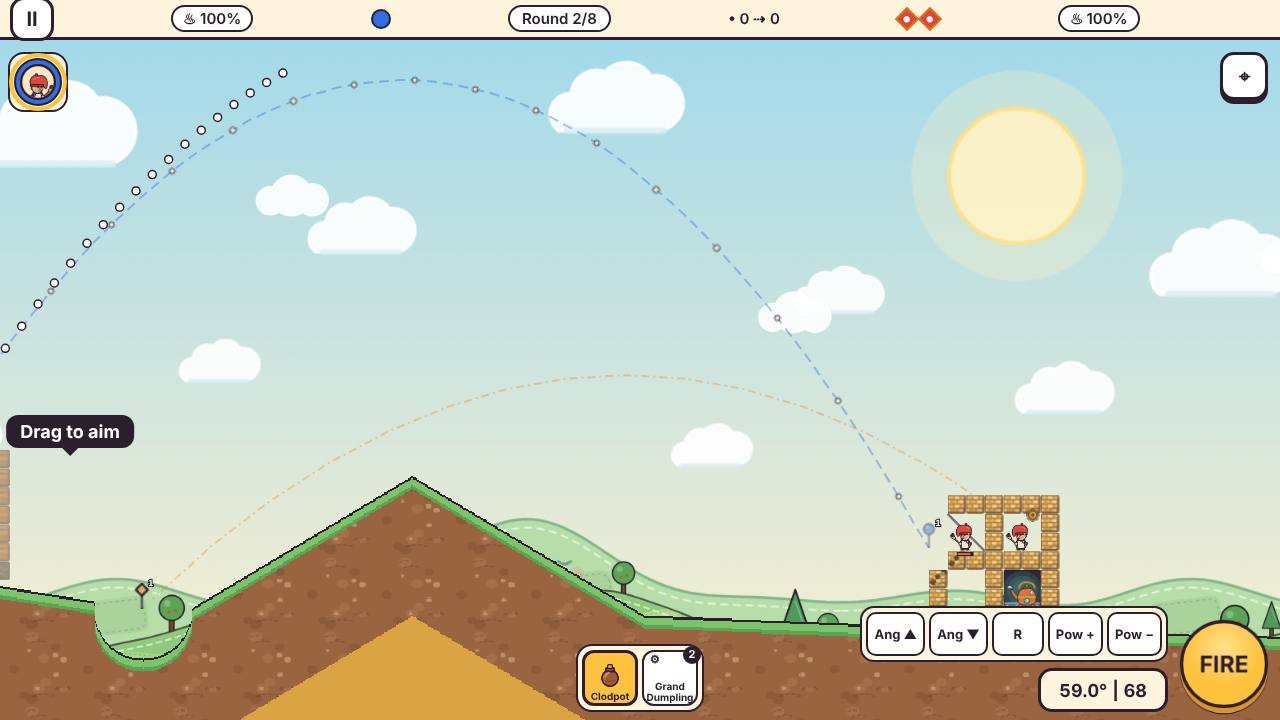 100%
Round 2/8
• 0 ⇢ 0
100%
Drag to aim
1
1
Ang ▲
Ang ▼
R
Pow +
Pow −
Clodpot
2
Grand
Dumpling
59.0° | 68
FIRE